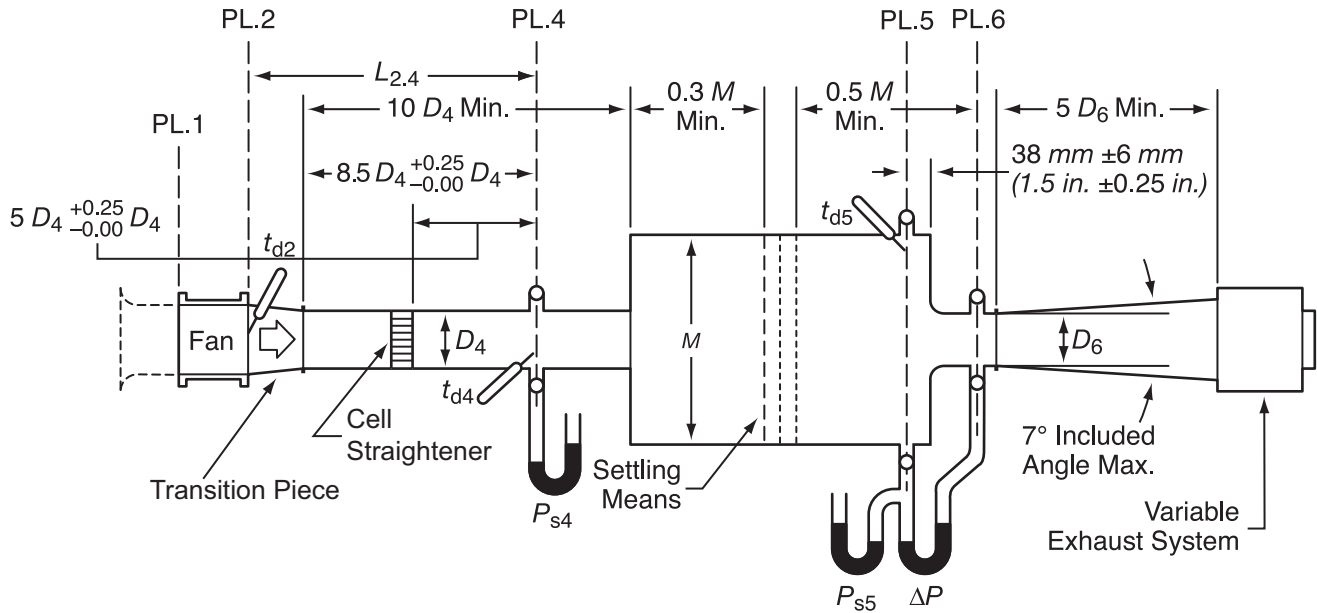 PL.2
PL.4
PL.5
PL.6
L2.4
10 D4 Min.
0.3 M
Min.
0.5 M
Min.
5 D6 Min.
PL.1
8.5 D4 +0.25 -0.00 D4
38 mm ±6 mm
(1.5 in. ±0.25 in.)
5 D4 +0.25 -0.00 D4
td2
td5
Fan
D4
M
D6
td4
Cell
Straightener
Transition Piece
Settling
Means
7° Included
Angle Max.
Ps4
Variable
Exhaust System
Ps5
ΔP